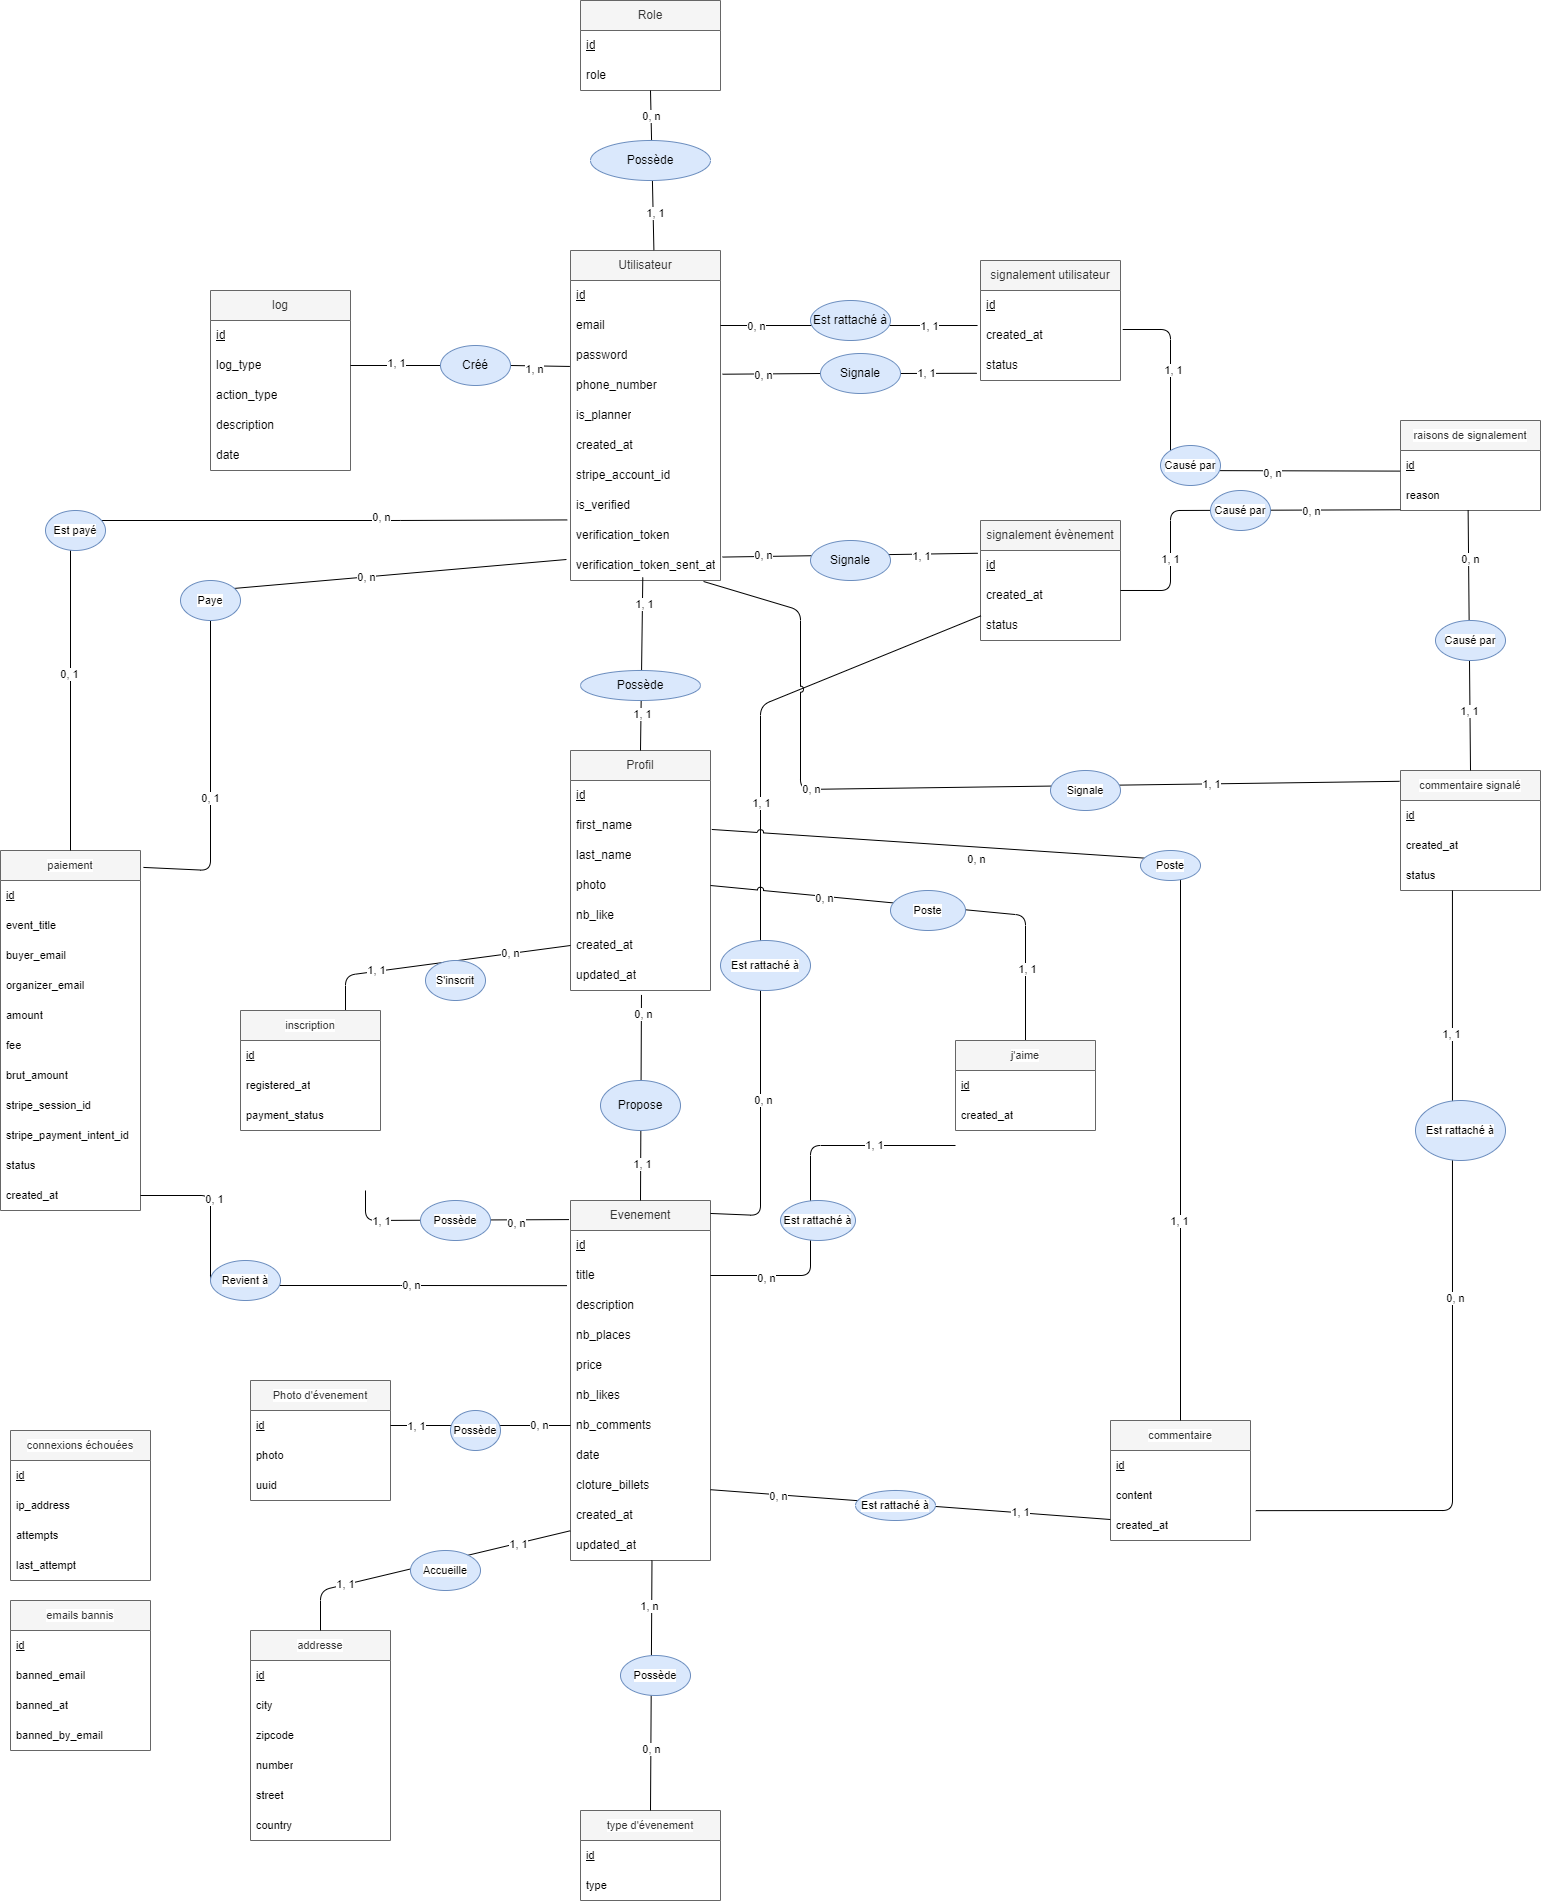 Role
id
role
0, n
Possède
1, 1
Utilisateur
id
email
password
phone_number
is_planner
created_at
stripe_account_id
is_verified
verification_token
verification_token_sent_at
log
id
log_type
action_type
description
date
1, 1
Créé
1, n
0, n
Est rattaché à
1, 1
0, n
Signale
1, 1
signalement utilisateur
id
created_at
status
1, 1
Causé par
0, n
raisons de signalement
id
reason
Causé par
0, n
1, 1
signalement évènement
id
created_at
status
0, n
Signale
1, 1
Est payé
0, n
0, 1
Paye
0, n
0, 1
1, 1
Possède
1, 1
0, n
Causé par
1, 1
Profil
id
first_name
last_name
photo
nb_like
created_at
updated_at
0, n
Signale
1, 1
commentaire signalé
id
created_at
status
1, 1
0, n
Poste
0, n
Poste
1, 1
paiement
id
event_title
buyer_email
organizer_email
amount
fee
brut_amount
stripe_session_id
stripe_payment_intent_id
status
created_at
0, n
1, 1
S'inscrit
Est rattaché à
0, n
inscription
id
registered_at
payment_status
0, n
Propose
1, 1
j'aime
id
created_at
1, 1
Est rattaché à
0, n
1, 1
Est rattaché à
0, n
1, 1
0, 1
Revient à
0, n
1, 1
Possède
0, n
Evenement
id
title
description
nb_places
price
nb_likes
nb_comments
date
cloture_billets
created_at
updated_at
Photo d'évenement
id
photo
uuid
1, 1
Possède
0, n
connexions échouées
id
ip_address
attempts
last_attempt
commentaire
id
content
created_at
0, n
Est rattaché à
1, 1
1, 1
Accueille
1, 1
emails bannis
id
banned_email
banned_at
banned_by_email
addresse
id
city
zipcode
number
street
country
1, n
Possède
0, n
type d'évenement
id
type